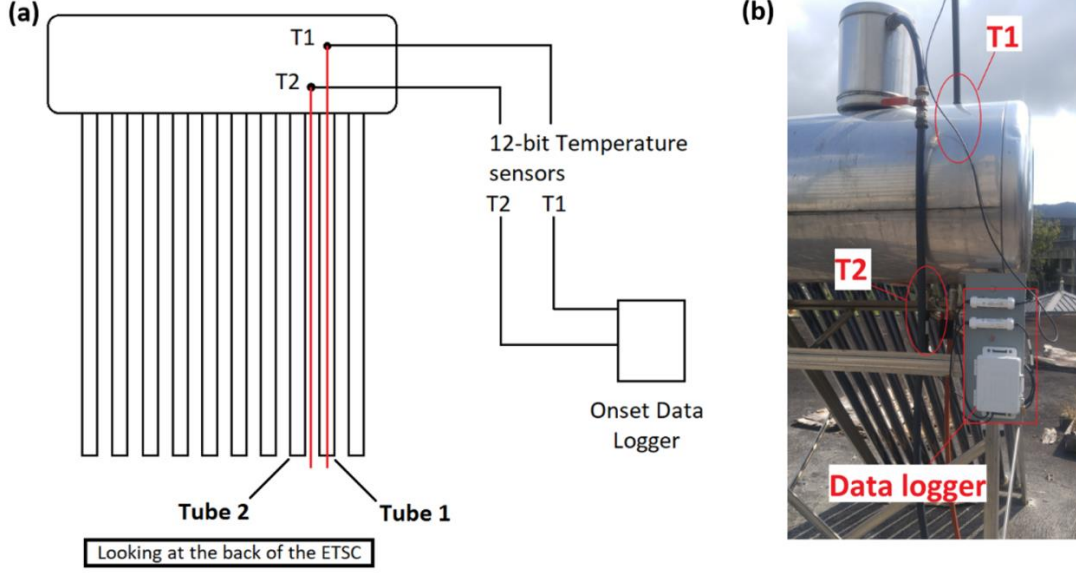 (a)
T1
T2
12-bit Temperature
sensors
T2
T1
Onset Data
Logger
Tube 2
Tube 1
Looking at the back of the ETSC
(b)
T1
T2
Data logger